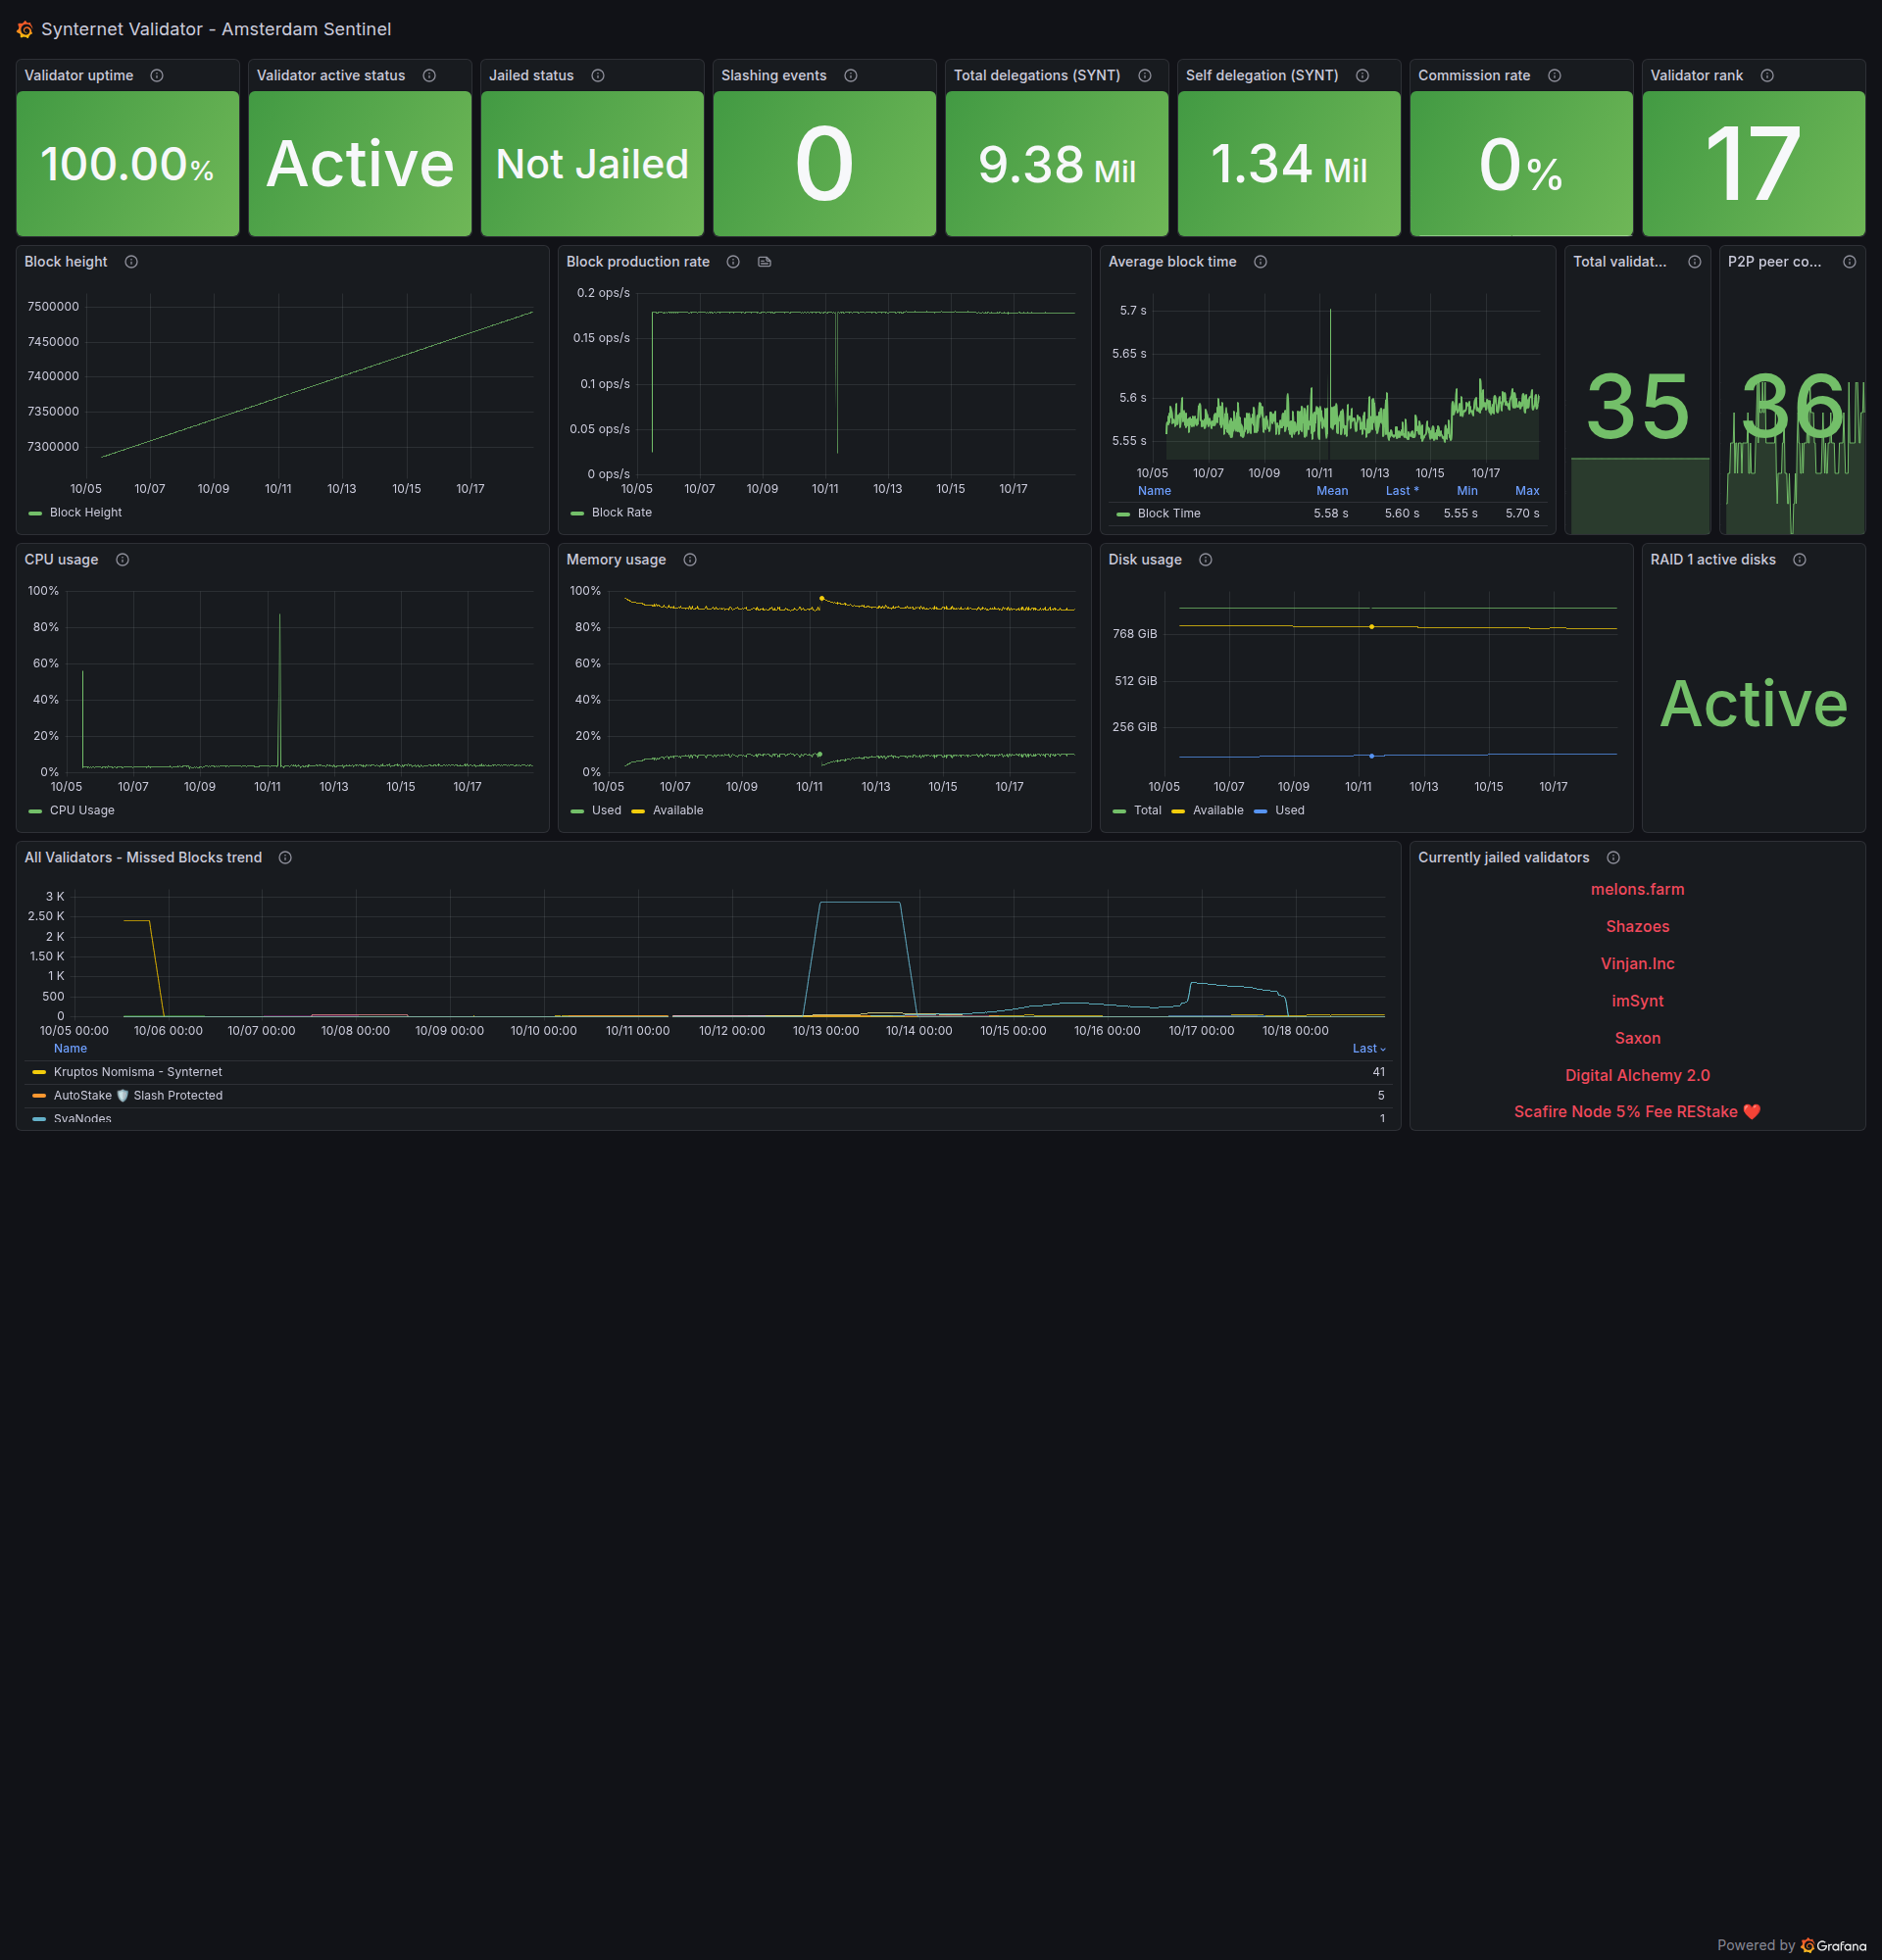 Synternet Validator - Amsterdam Sentinel
Validator uptime
Validator active status
Jailed status
Slashing events
Total delegations (SYNT)
Self delegation (SYNT)
Commission rate
Validator rank
100.00%
Active
Not Jailed
0
9.38 Mil
1.34 Mil
0%
17
Block height
7500000
7450000
7400000
7350000
7300000
10/05 10/07 10/09 10/11 10/13 10/15 10/17
Block Height
Block production rate
0.2 ops/s
0.15 ops/s
0.1 ops/s
0.05 ops/s
0 ops/s
10/05 10/07 10/09 10/11 10/13 10/15 10/17
Block Rate
Average block time
5.7 s
5.65 s
5.6 s
5.55 s
10/05 10/07 10/09 10/11 10/13 10/15 10/17
Name Mean Last * Min Max
Block Time 5.58 s 5.60 s 5.55 s 5.70 s
Total validat...
35
P2P peer co...
36
CPU usage
100%
80%
60%
40%
20%
0%
10/05 10/07 10/09 10/11 10/13 10/15 10/17
CPU Usage
Memory usage
100%
80%
60%
40%
20%
0%
10/05 10/07 10/09 10/11 10/13 10/15 10/17
Used Available
Disk usage
768 GiB
512 GiB
256 GiB
10/05 10/07 10/09 10/11 10/13 10/15 10/17
Total Available Used
RAID 1 active disks
Active
All Validators - Missed Blocks trend
3 K
2.50 K
2 K
1.50 K
1 K
500
0
10/05 00:00 10/06 00:00 10/07 00:00 10/08 00:00 10/09 00:00 10/10 00:00 10/11 00:00 10/12 00:00 10/13 00:00 10/14 00:00 10/15 00:00 10/16 00:00 10/17 00:00 10/18 00:00
Name Last
Kruptos Nomisma - Synternet 41
AutoStake 🛡️ Slash Protected 5
SyaNodes 1
Currently jailed validators
melons.farm
Shazoes
Vinjan.Inc
imSynt
Saxon
Digital Alchemy 2.0
Scafire Node 5% Fee REStake ❤️
Powered by Grafana